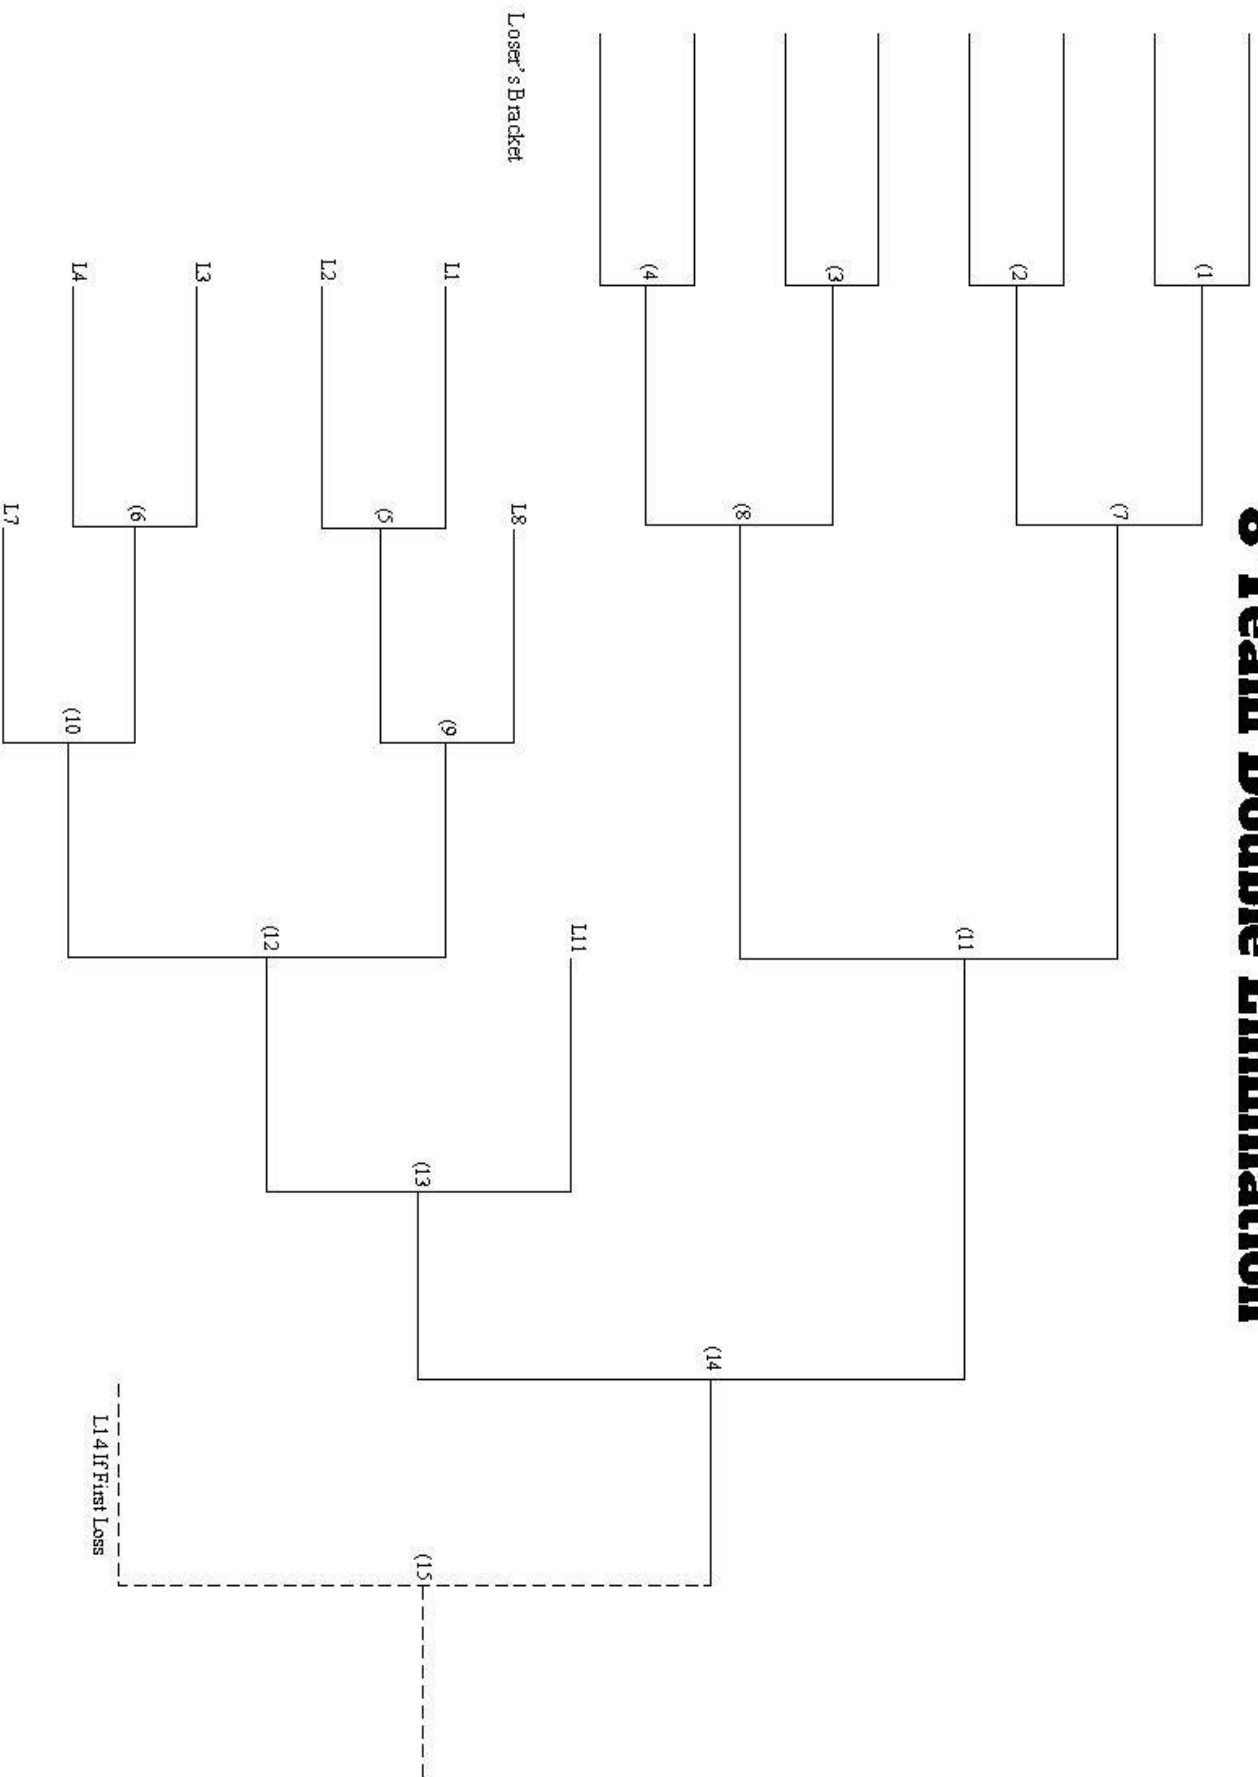 8 Team Double Elimination
(1
(7
(2
(11
(3
(8
(14
(4
L11
Loser's Bracket
L8
L1
(9
(15
(13
(5
L2
(12
L3
(6
L14 If First Loss
L4
(10
L7